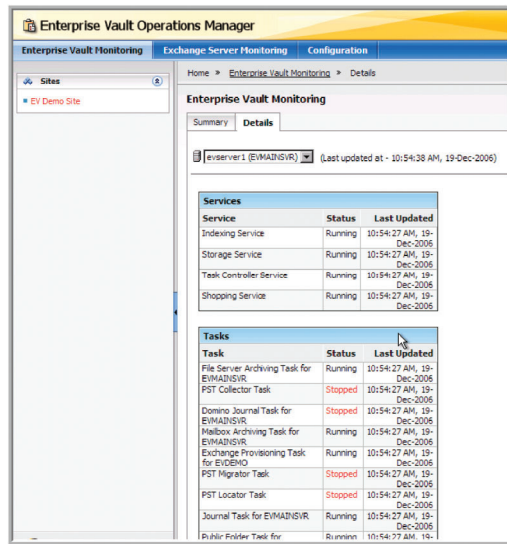 Enterprise Vault Operations Manager
Enterprise Vault Monitoring Exchange Server Monitoring Configuration
Sites
EV Demo Site
Home » Enterprise Vault Monitoring » Details
Enterprise Vault Monitoring
Summary Details
evserver1 (EVMAINSVR) (Last updated at - 10:54:38 AM, 19-Dec-2006)
Services
Service Status Last Updated
Indexing Service Running 10:54:27 AM, 19-
Dec-2006
Storage Service Running 10:54:27 AM, 19-
Dec-2006
Task Controller Service Running 10:54:27 AM, 19-
Dec-2006
Shopping Service Running 10:54:27 AM, 19-
Dec-2006
Tasks
Task Status Last Updated
File Server Archiving Task for Running 10:54:27 AM, 19-
EVMAINSVR Dec-2006
PST Collector Task Stopped 10:54:27 AM, 19-
Dec-2006
Domino Journal Task for Running 10:54:27 AM, 19-
EVMAINSVR Dec-2006
Mailbox Archiving Task for Running 10:54:27 AM, 19-
EVMAINSVR Dec-2006
Exchange Provisioning Task Running 10:54:27 AM, 19-
for EVDEMO Dec-2006
PST Migrator Task Stopped 10:54:27 AM, 19-
Dec-2006
PST Locator Task Stopped 10:54:27 AM, 19-
Dec-2006
Journal Task for EVMAINSVR Running 10:54:27 AM, 19-
Dec-2006
Public Folder Task for Running 10:54:27 AM, 19-